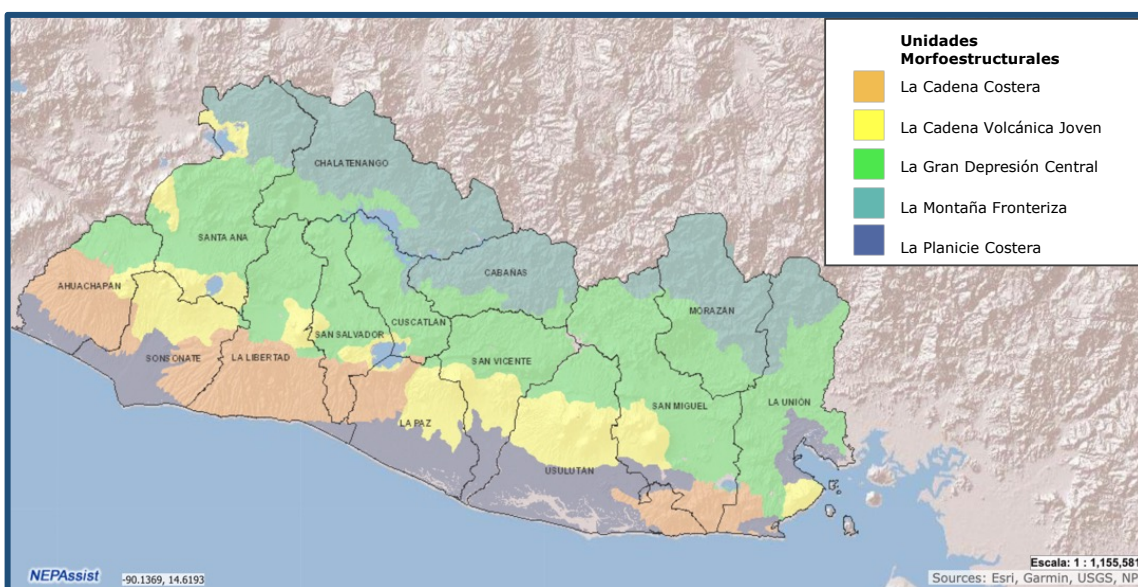 Unidades
Morfoestructurales
La Cadena Costera
La Cadena Volcánica Joven
La Gran Depresión Central
La Montaña Fronteriza
La Planicie Costera
CHALATENANGO
SANTA ANA
CABAÑAS
AHUACHAPAN
MORAZÁN
CUSCATLAN
SAN SALVADOR
SONSONATE
LA LIBERTAD
SAN VICENTE
LA UNIÓN
SAN MIGUEL
LA PAZ
USULUTAN
NEPAssist
-90.1369, 14.6193
Escala: 1 : 1,155,581
Sources: Esri, Garmin, USGS, NP